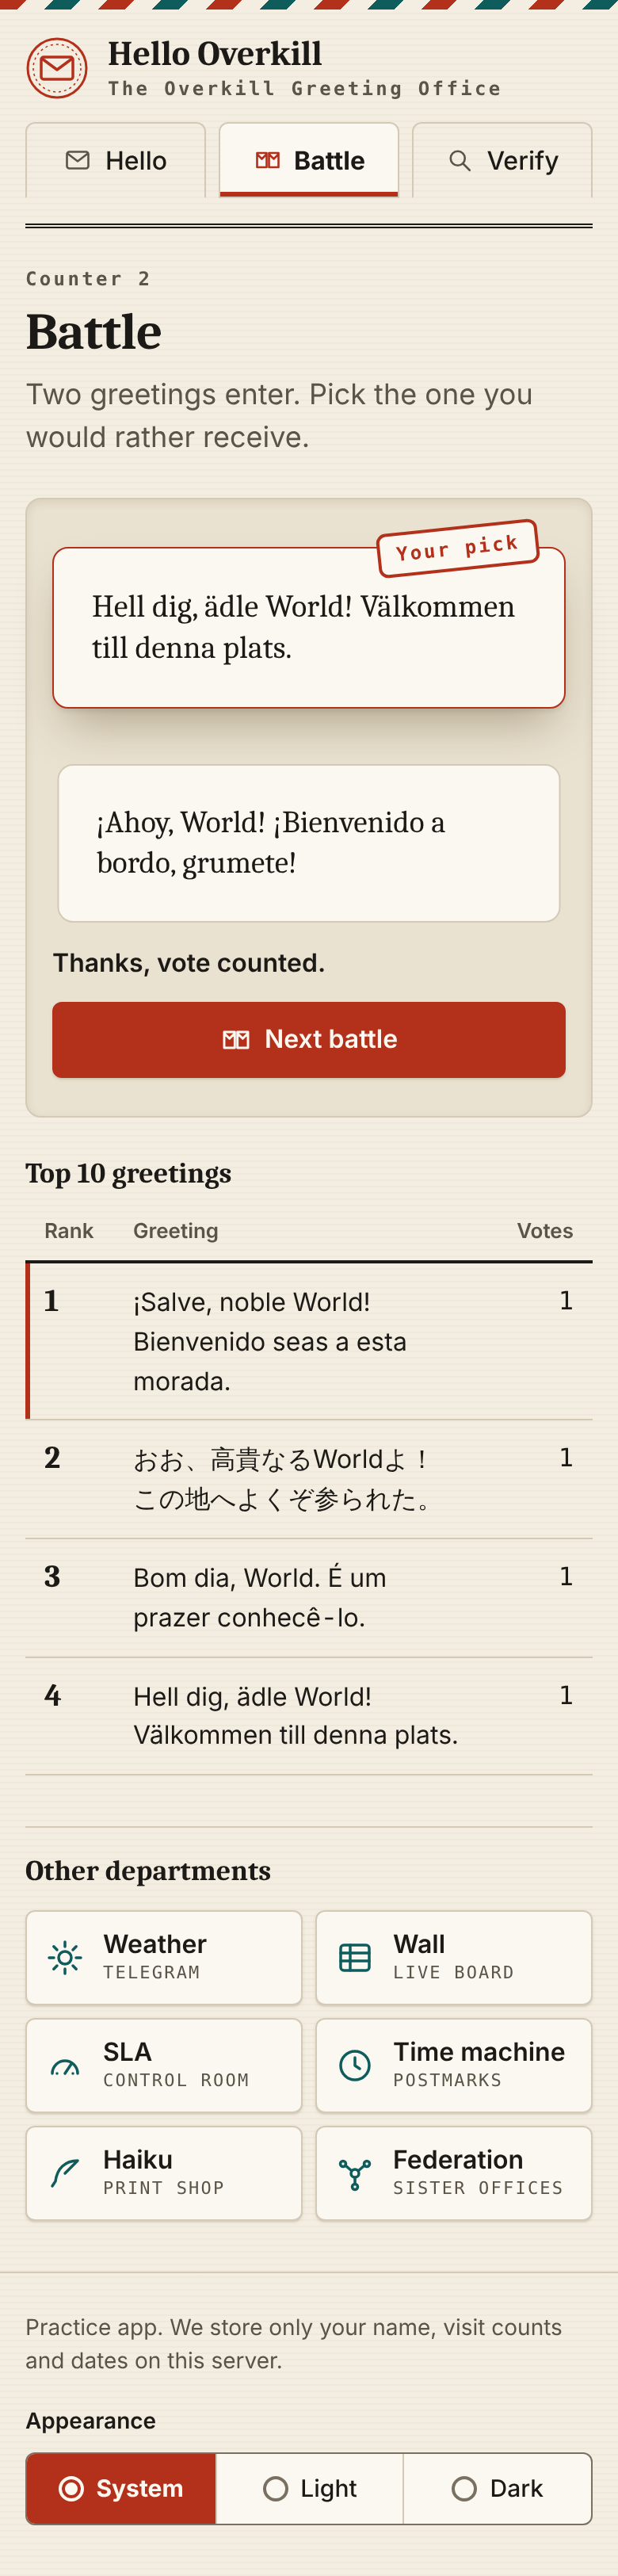 Hello Overkill
The Overkill Greeting Office
Hello
Battle
Verify
Counter 2
Battle
Two greetings enter. Pick the one you
would rather receive.
Your pick
Hell dig, ädle World! Välkommen
till denna plats.
¡Ahoy, World! ¡Bienvenido a
bordo, grumete!
Thanks, vote counted.
Next battle
Top 10 greetings
Rank Greeting Votes
1 ¡Salve, noble World! 1
Bienvenido seas a esta
morada.
2 おお、高貴なるWorldよ！ 1
この地へよくぞ参られた。
3 Bom dia, World. É um 1
prazer conhecê-lo.
4 Hell dig, ädle World! 1
Välkommen till denna plats.
Other departments
Weather
TELEGRAM
Wall
LIVE BOARD
SLA
CONTROL ROOM
Time machine
POSTMARKS
Haiku
PRINT SHOP
Federation
SISTER OFFICES
Practice app. We store only your name, visit counts
and dates on this server.
Appearance
System
Light
Dark